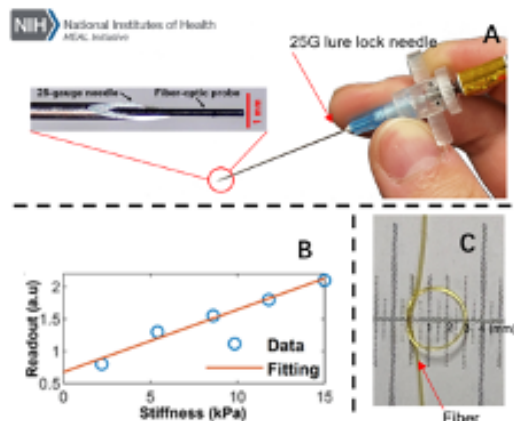 NIH National Institutes of Health
HEAL Initiative
25G lure lock needle
A
25-gauge needle
Fiber-optic probe
1 mm
B
Readout (a.u)
2
1.5
1
0.5
0
5
10
15
Stiffness (kPa)
Data
Fitting
C
1 2 3 4 (mm)
Fiber